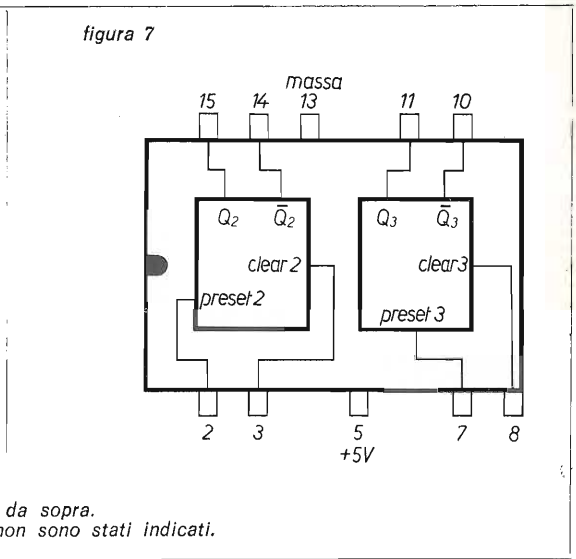 figura 7
massa
15 14 13 11 10
Q2 Q̅2 Q3 Q̅3
clear 2 clear 3
preset 2
preset 3
2 3 5 7 8
+5V
da sopra.
non sono stati indicati.